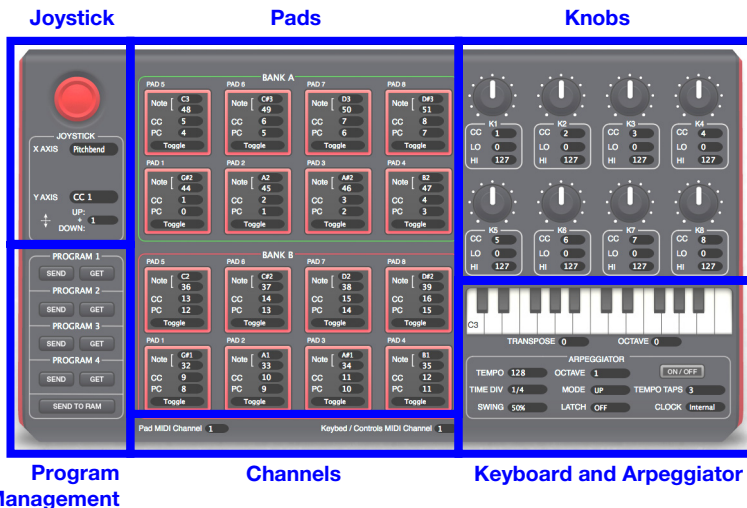 Joystick Pads Knobs
BANK A
PAD 5 PAD 6 PAD 7 PAD 8
Note [ C3 Note [ C#3 Note [ D3 Note [ D#3
48 49 50 51
CC 5 CC 6 CC 7 CC 8
PC 4 PC 5 PC 6 PC 7
Toggle Toggle Toggle Toggle
PAD 1 PAD 2 PAD 3 PAD 4
Note [ G#2 Note [ A2 Note [ A#2 Note [ B2
44 45 46 47
CC 1 CC 2 CC 3 CC 4
PC 0 PC 1 PC 2 PC 3
Toggle Toggle Toggle Toggle
JOYSTICK
X AXIS Pitchbend
Y AXIS CC 1
UP:
+ 1
DOWN:
K1 K2 K3 K4
CC 1 CC 2 CC 3 CC 4
LO 0 LO 0 LO 0 LO 0
HI 127 HI 127 HI 127 HI 127
K5 K6 K7 K8
CC 5 CC 6 CC 7 CC 8
LO 0 LO 0 LO 0 LO 0
HI 127 HI 127 HI 127 HI 127
PROGRAM 1
SEND GET
PROGRAM 2
SEND GET
PROGRAM 3
SEND GET
PROGRAM 4
SEND GET
SEND TO RAM
BANK B
PAD 5 PAD 6 PAD 7 PAD 8
Note [ C2 Note [ C#2 Note [ D2 Note [ D#2
36 37 38 39
CC 13 CC 14 CC 15 CC 16
PC 12 PC 13 PC 14 PC 15
Toggle Toggle Toggle Toggle
PAD 1 PAD 2 PAD 3 PAD 4
Note [ G#1 Note [ A1 Note [ A#1 Note [ B1
32 33 34 35
CC 9 CC 10 CC 11 CC 12
PC 8 PC 9 PC 10 PC 11
Toggle Toggle Toggle Toggle
C3
TRANSPOSE 0 OCTAVE 0
ARPEGGIATOR
TEMPO 128 OCTAVE 1 ON / OFF
TIME DIV 1/4 MODE UP TEMPO TAPS 3
SWING 50% LATCH OFF CLOCK Internal
Pad MIDI Channel 1 Keybed / Controls MIDI Channel 1
Program Channels Keyboard and Arpeggiator
Management